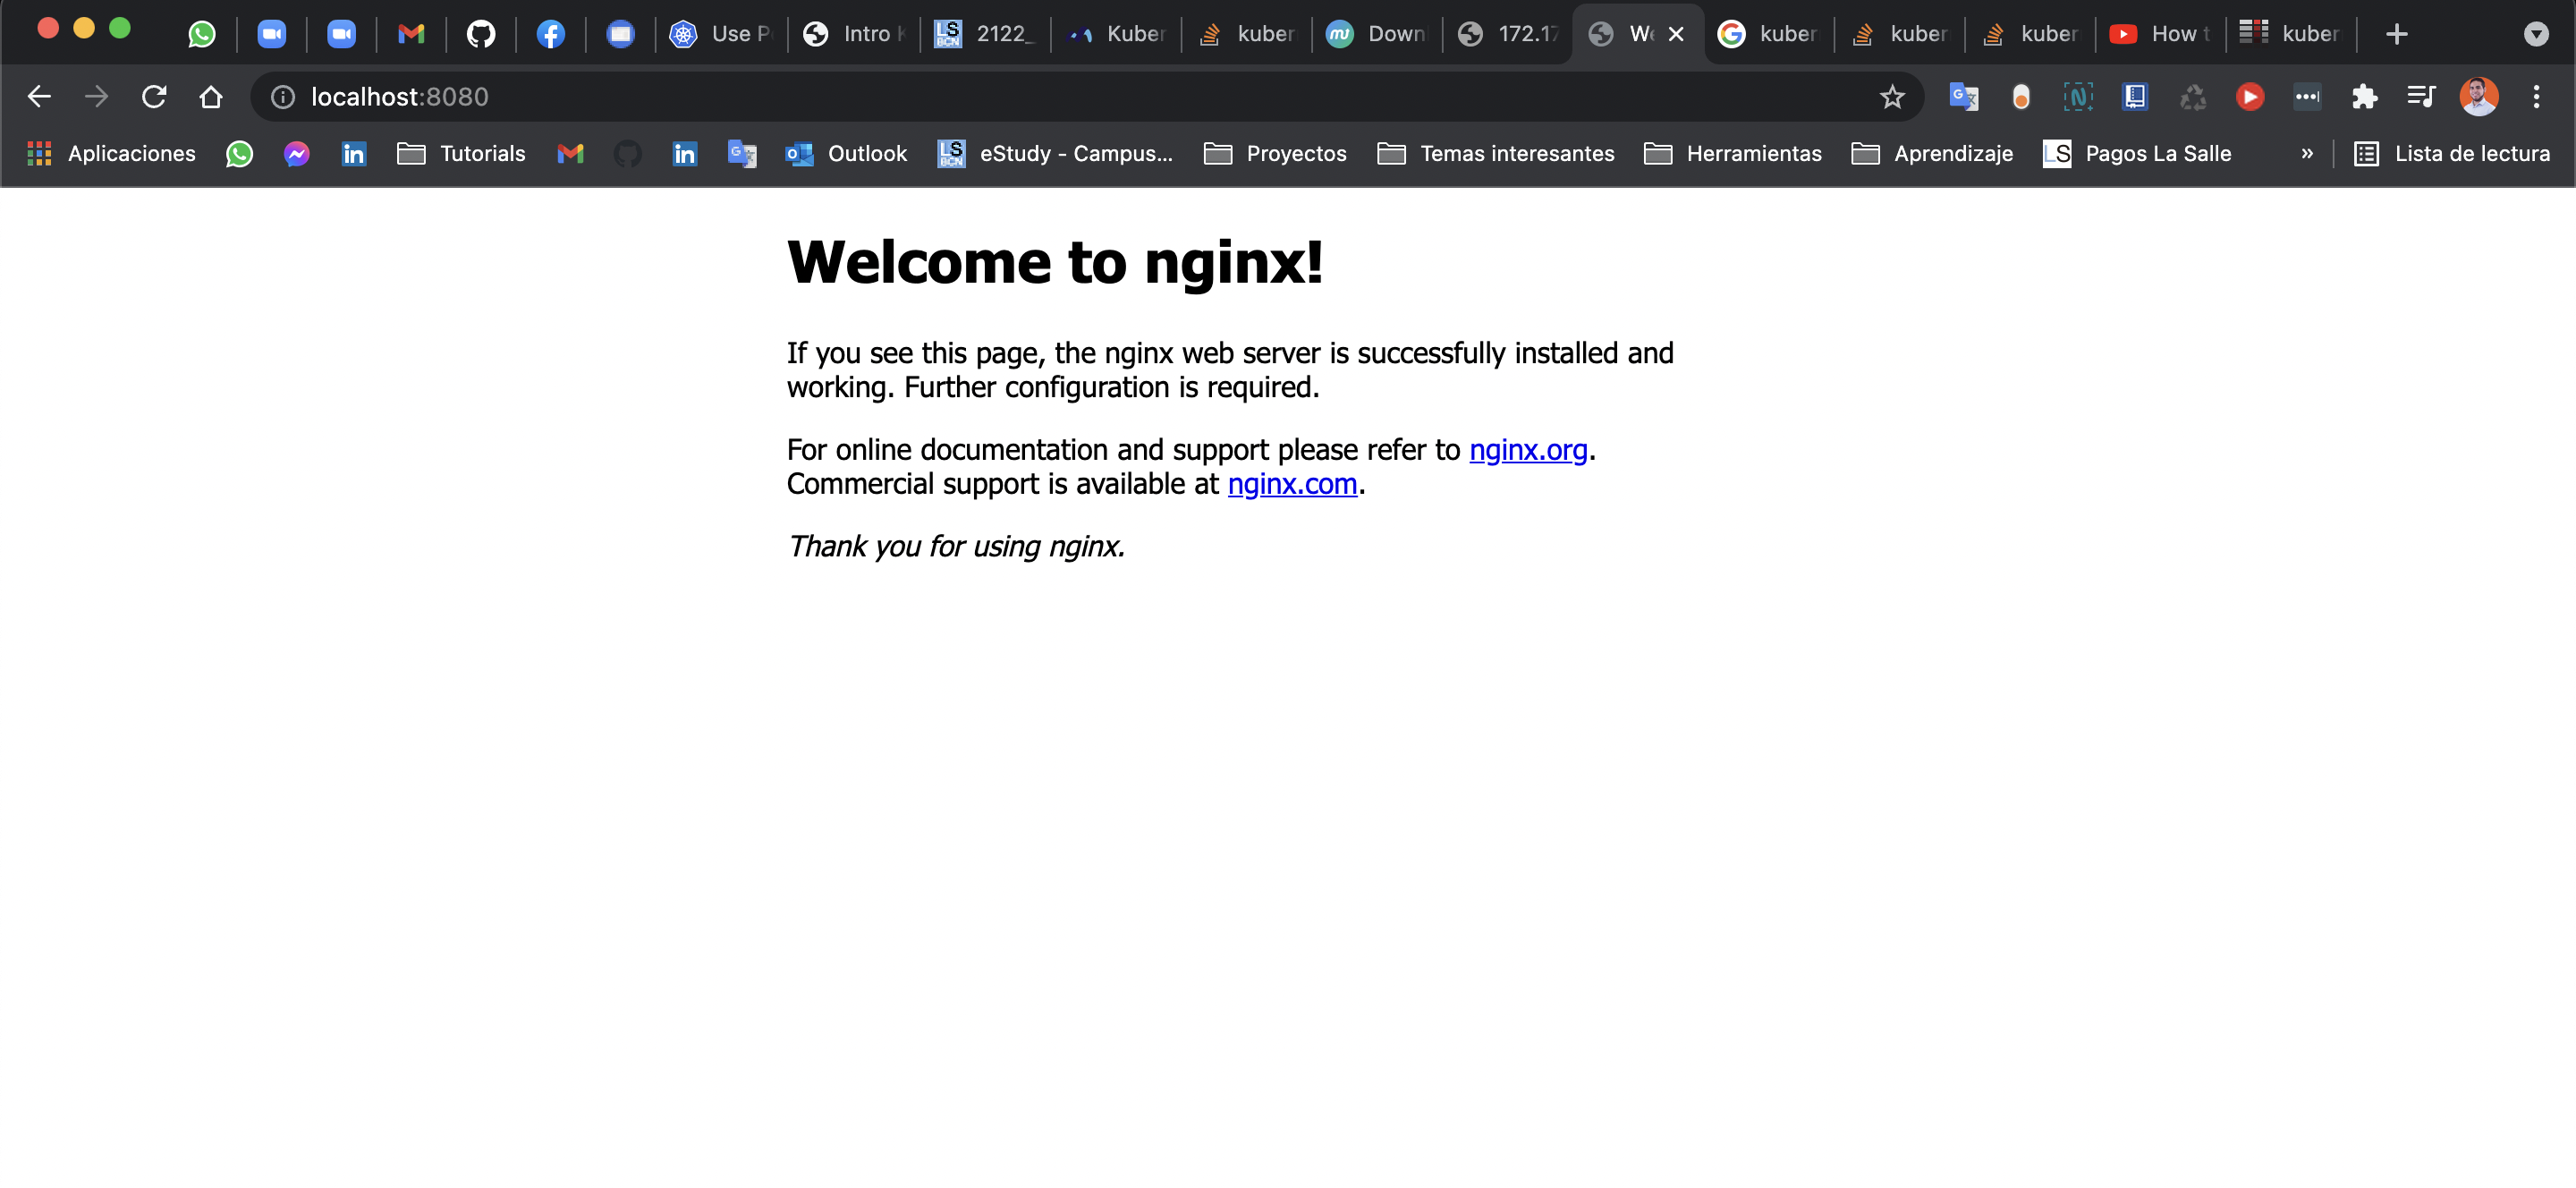 Use P
Intro K
2122_
Kuber
kuber
Down
172.17
We
kuber
kuber
kuber
How t
kuber
localhost:8080
Aplicaciones
Tutorials
Outlook
LS BCN
eStudy - Campus...
Proyectos
Temas interesantes
Herramientas
Aprendizaje
LS
Pagos La Salle
»
Lista de lectura
Welcome to nginx!
If you see this page, the nginx web server is successfully installed and
working. Further configuration is required.
For online documentation and support please refer to nginx.org.
Commercial support is available at nginx.com.
Thank you for using nginx.